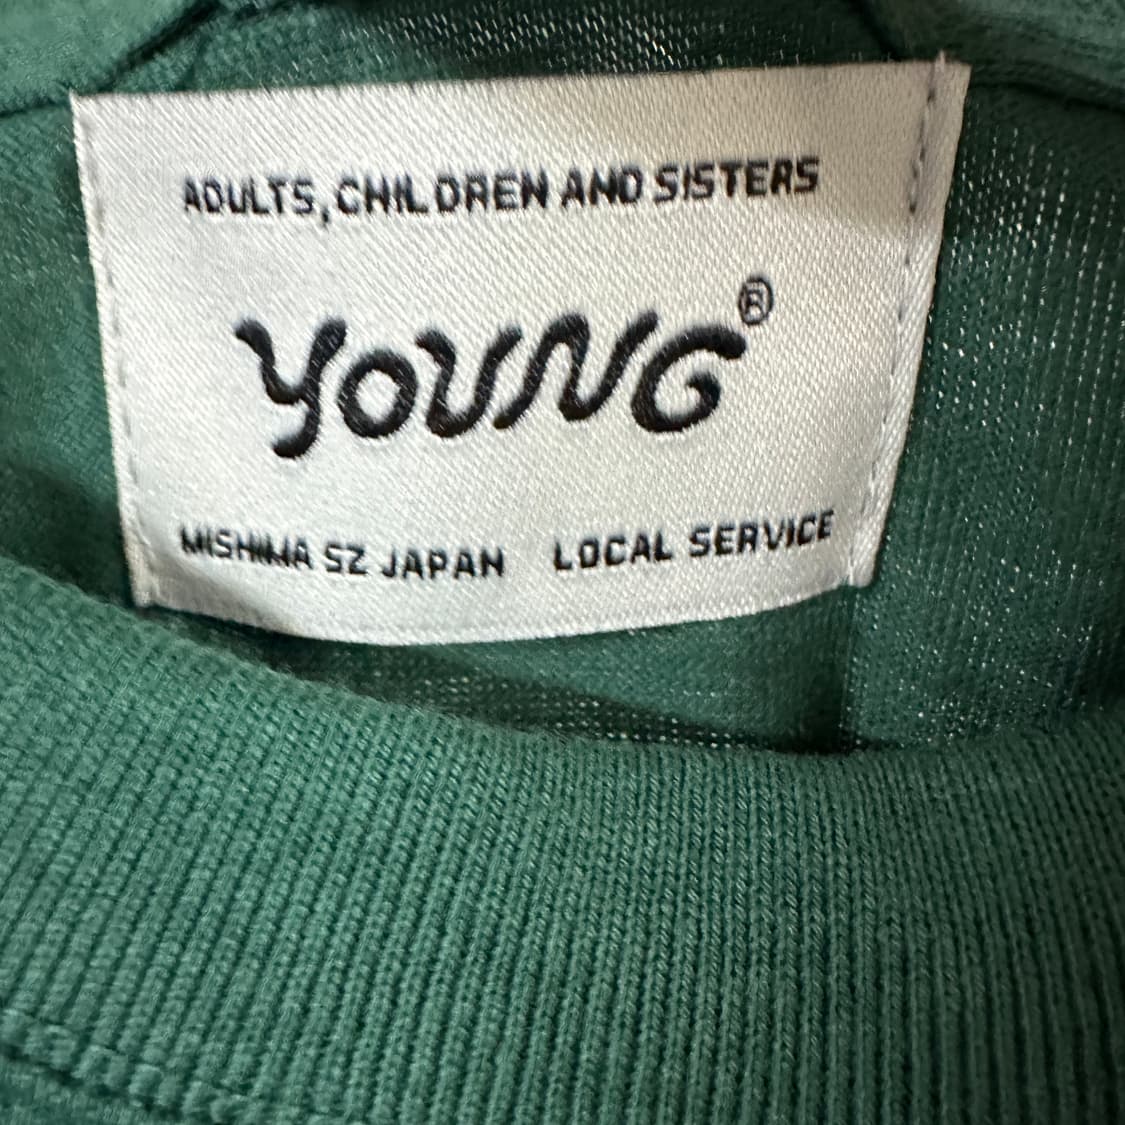 ADULTS, CHILDREN AND SISTERS
YOUNG®
MISHIMA SZ JAPAN LOCAL SERVICE